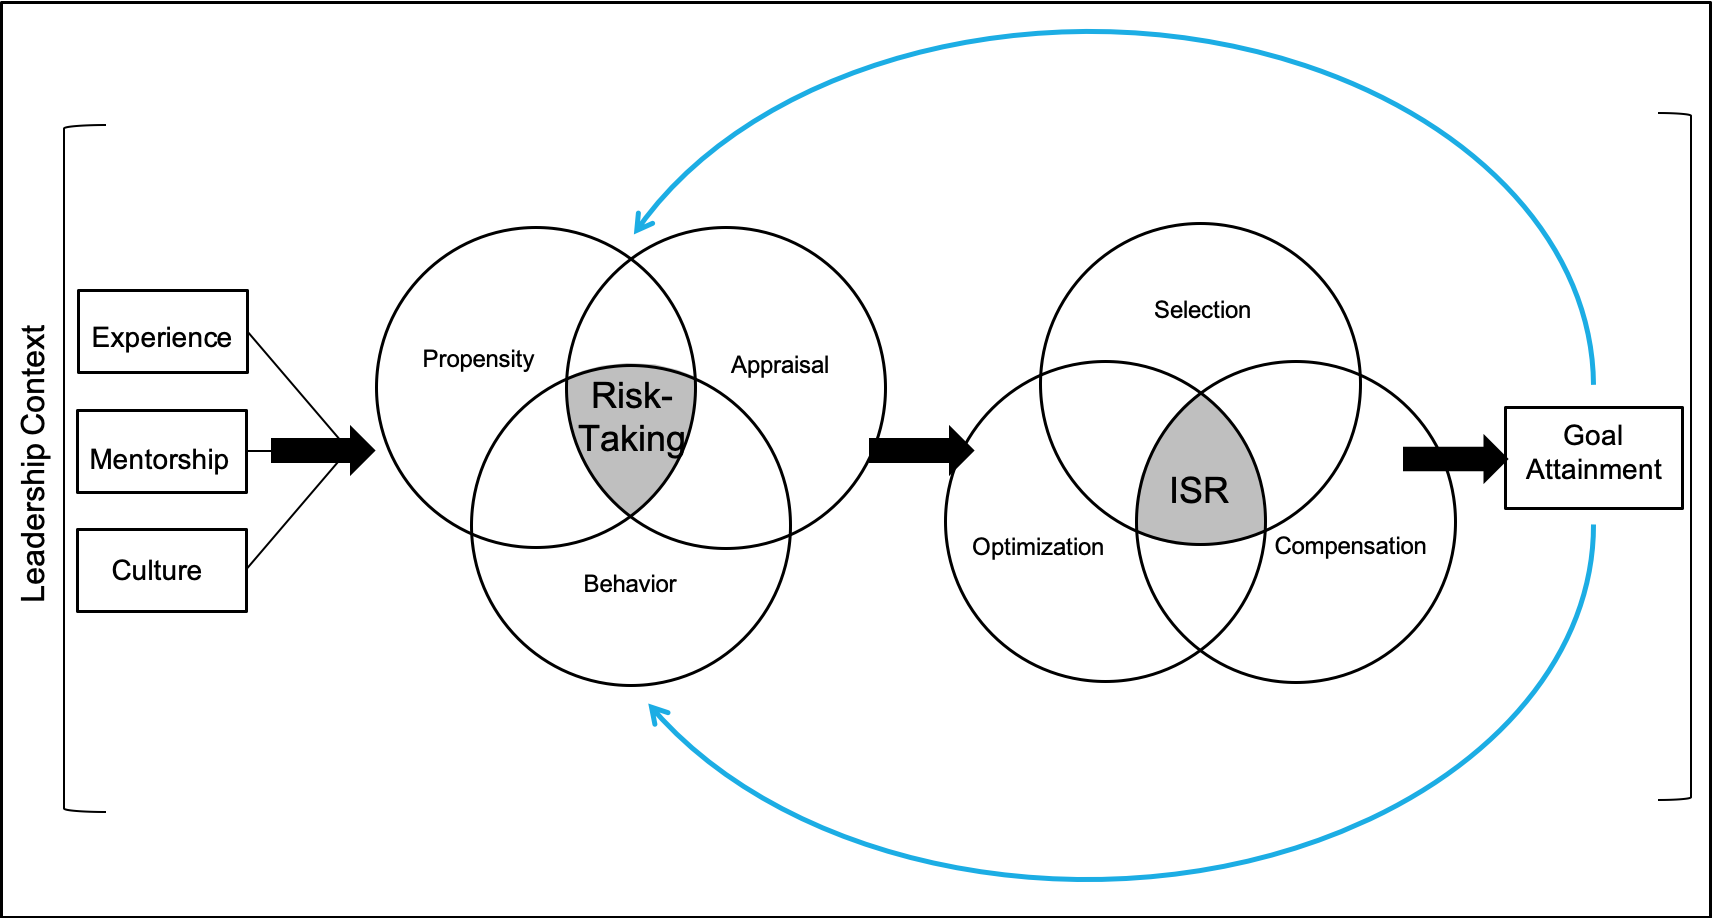 Leadership Context
Experience
Mentorship
Culture
Propensity
Appraisal
Risk-
Taking
Behavior
Selection
ISR
Optimization
Compensation
Goal
Attainment